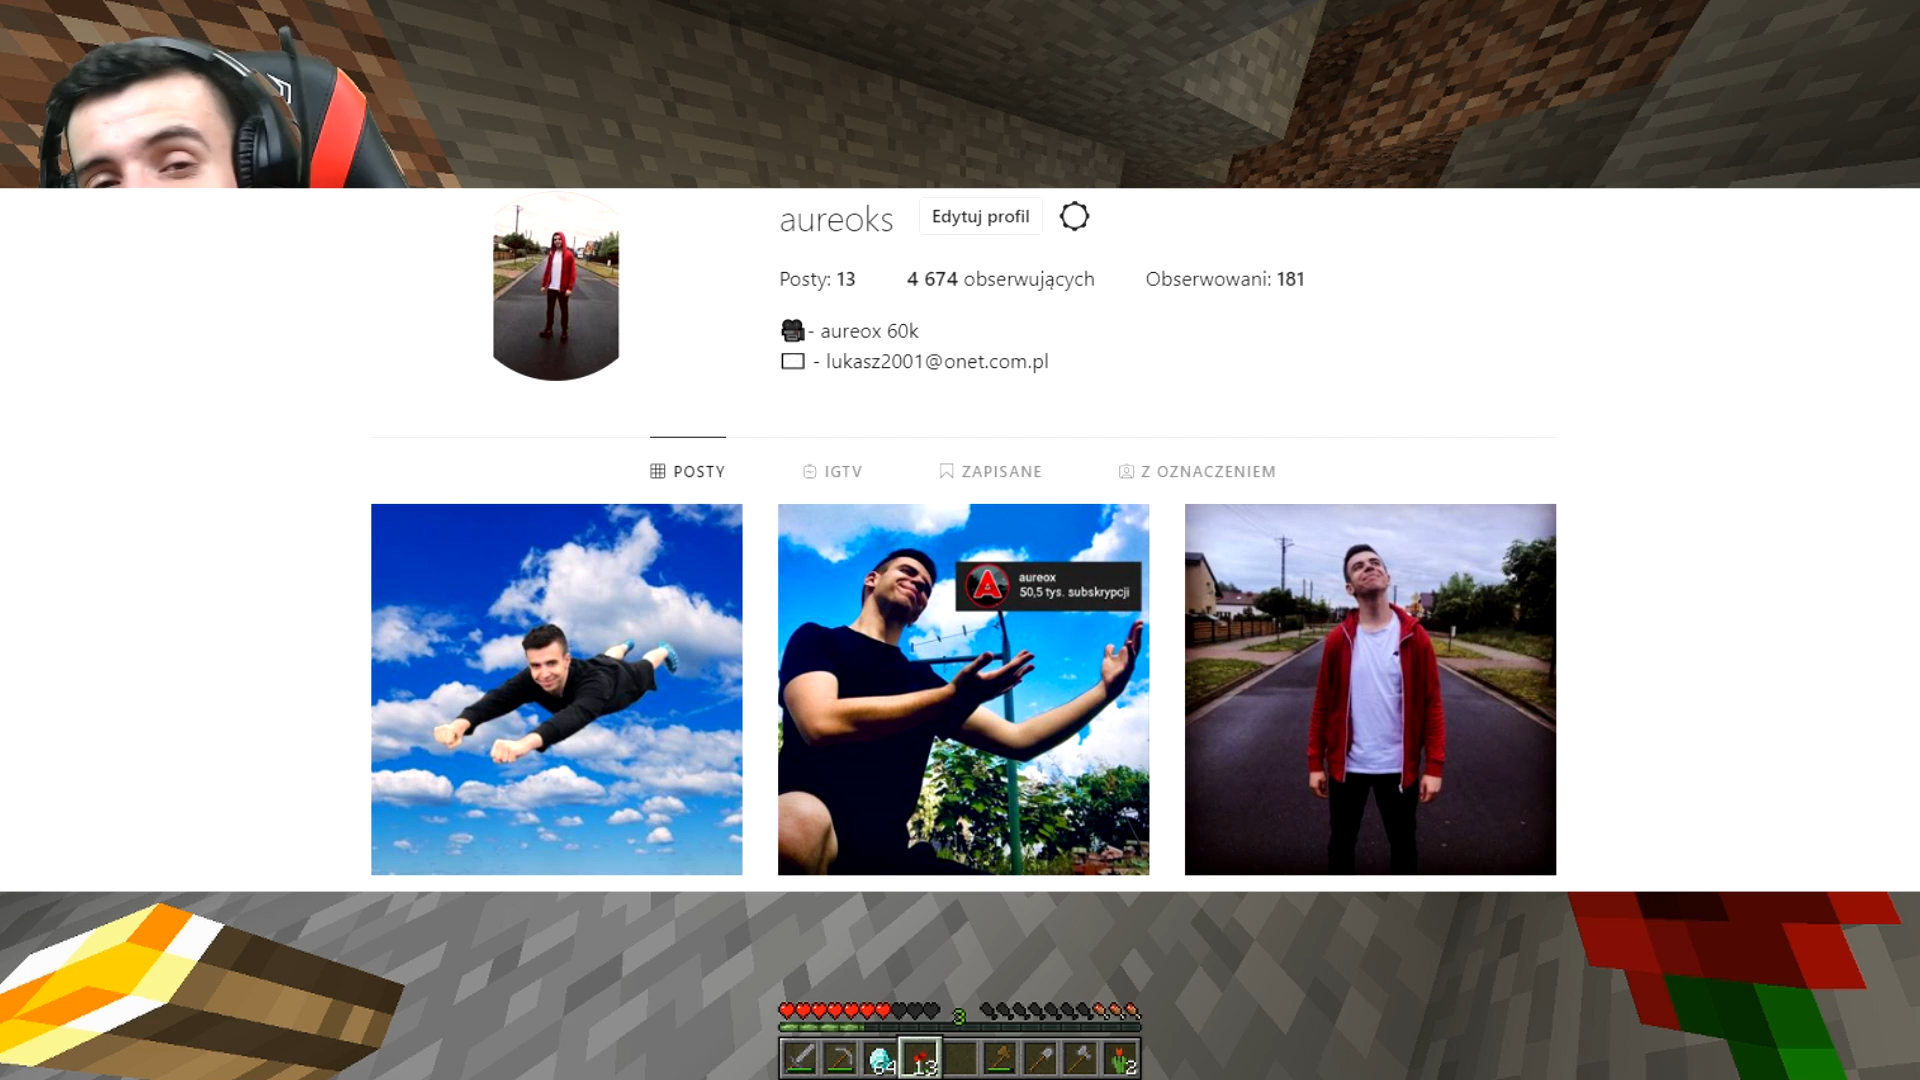 aureoks Edytuj profil
Posty: 13 4 674 obserwujących Obserwowani: 181
- aureox 60k
- lukasz2001@onet.com.pl
POSTY IGTV ZAPISANE Z OZNACZENIEM
A aureox
50,5 tys. subskrypcji
3
64 13 2